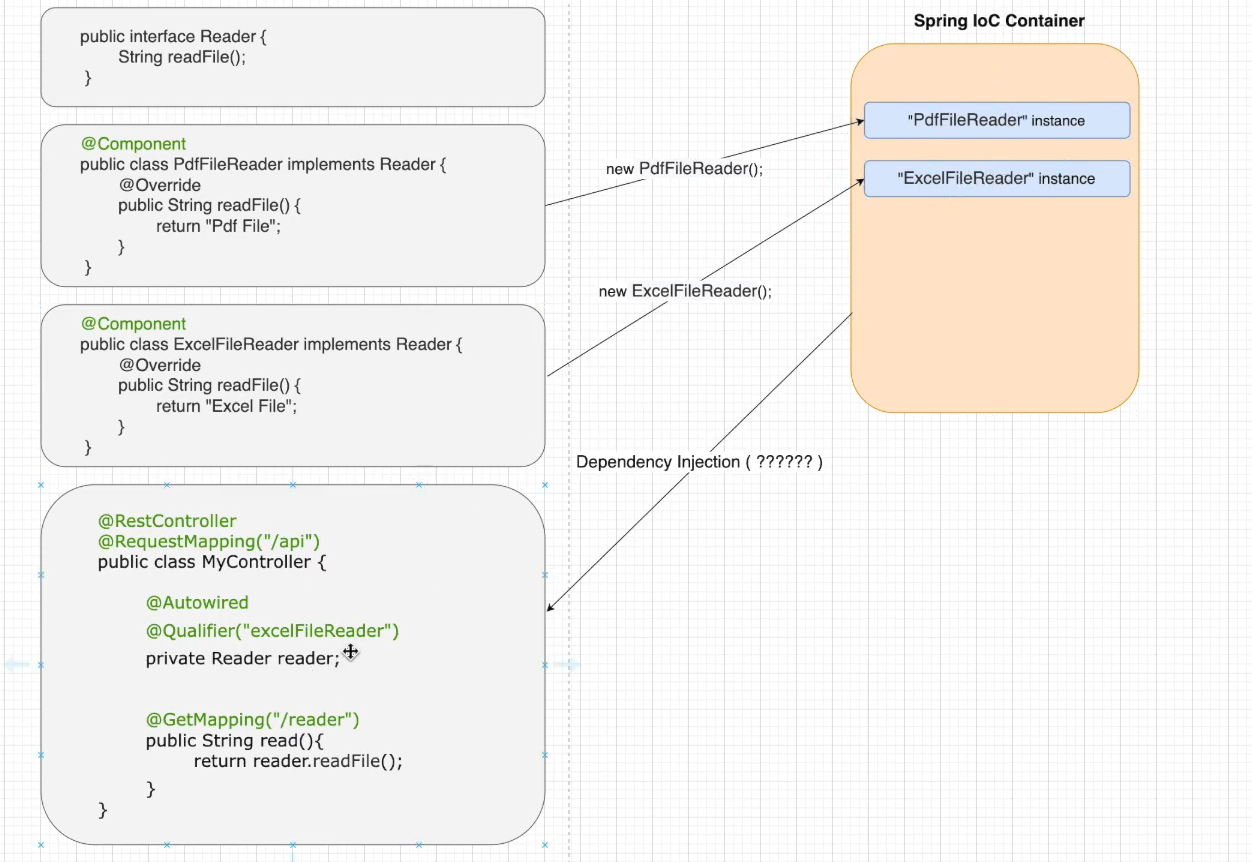 public interface Reader {
String readFile();
}
@Component
public class PdfFileReader implements Reader {
@Override
public String readFile() {
return "Pdf File";
}
}
@Component
public class ExcelFileReader implements Reader {
@Override
public String readFile() {
return "Excel File";
}
}
@RestController
@RequestMapping("/api")
public class MyController {
@Autowired
@Qualifier("excelFileReader")
private Reader reader;
@GetMapping("/reader")
public String read(){
return reader.readFile();
}
}
new PdfFileReader();
new ExcelFileReader();
Dependency Injection ( ?????? )
Spring IoC Container
"PdfFileReader" instance
"ExcelFileReader" instance